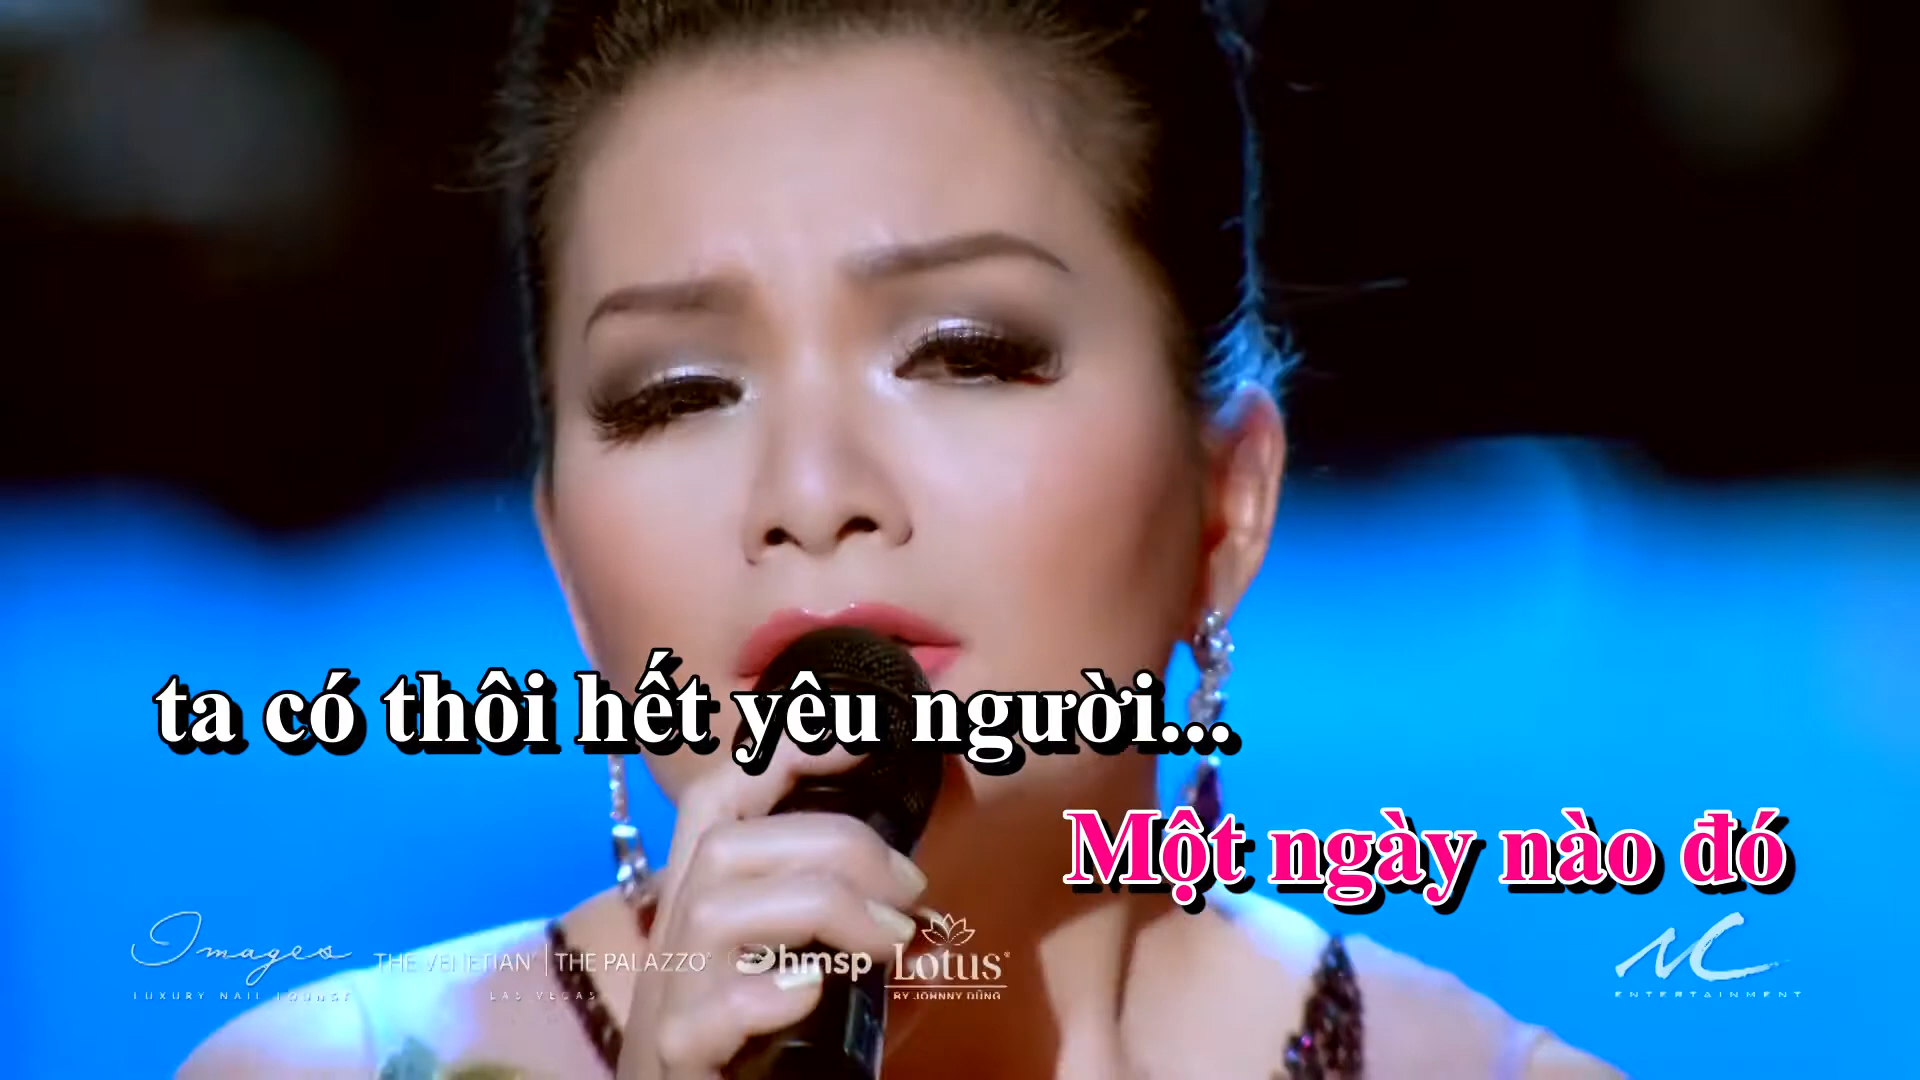 ta có thôi hết yêu người...
Một ngày nào đó
Images
LUXURY NAIL LOUNGE
THE VENETIAN | THE PALAZZO
LAS VEGAS
hmsp
Lotus
BY JOHNNY DŨNG
MC
ENTERTAINMENT